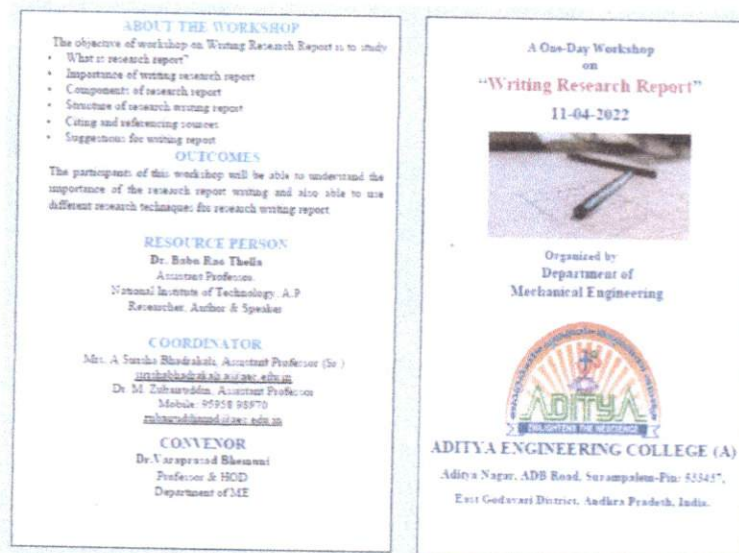 ABOUT THE WORKSHOP
The objective of workshop on Writing Research Report is to study
• What is research report"
• Importance of writing research report
• Components of research report
• Structure of research writing report
• Citing and referencing sources
• Suggestions for writing report
OUTCOMES
The participants of this workshop will be able to understand the
importance of the research report writing and also able to use
different research techniques for research writing report
RESOURCE PERSON
Dr. Babu Rao Thella
Assistant Professor,
National Institute of Technology, A.P
Researcher, Author & Speaker
COORDINATOR
Mrs. A Bhadrakali, Assistant Professor (Sr.)
Dr. M. Assistant Professor
Mobile: 95958 98970
CONVENOR
Dr.Varaprasad Bhemuni
Professor & HOD
Department of ME
A One-Day Workshop
on
"Writing Research Report"
11-04-2022
Organized by
Department of
Mechanical Engineering
ADITYA
ENLIGHTENS THE NESCIENCE
ADITYA ENGINEERING COLLEGE (A)
Aditya Nagar, ADB Road, Surampalem-Pin: 533437,
East Godavari District, Andhra Pradesh, India.